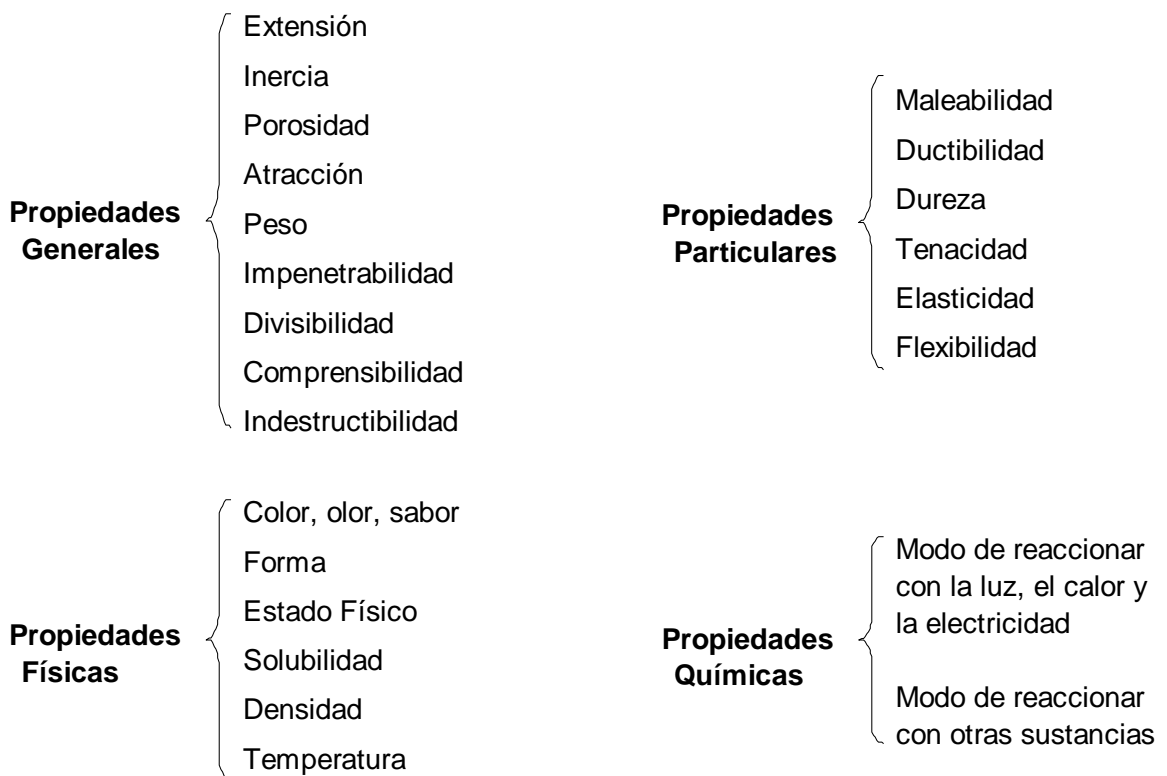 Propiedades
Generales
Extensión
Inercia
Porosidad
Atracción
Peso
Impenetrabilidad
Divisibilidad
Comprensibilidad
Indestructibilidad
Propiedades
Particulares
Maleabilidad
Ductibilidad
Dureza
Tenacidad
Elasticidad
Flexibilidad
Propiedades
Físicas
Color, olor, sabor
Forma
Estado Físico
Solubilidad
Densidad
Temperatura
Propiedades
Químicas
Modo de reaccionar
con la luz, el calor y
la electricidad
Modo de reaccionar
con otras sustancias